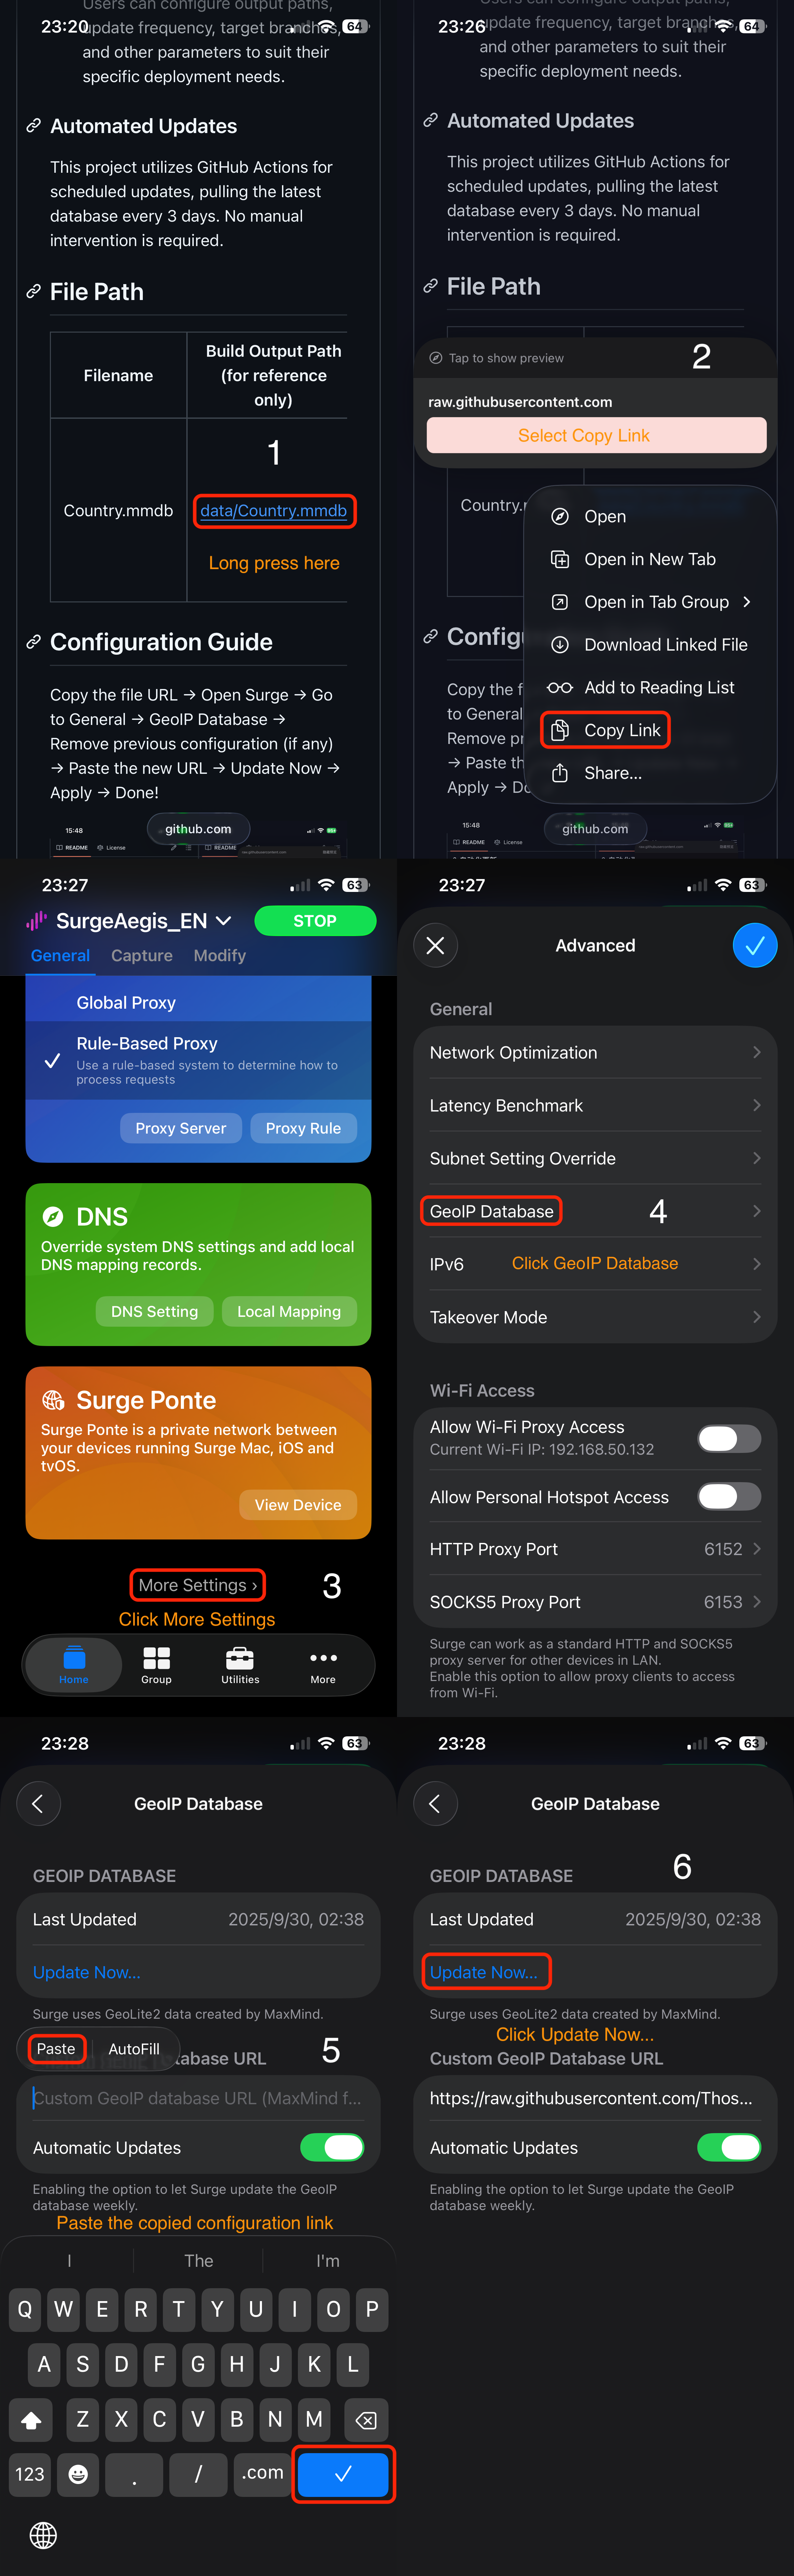 Users can configure output paths,
23:20
64
update frequency, target branches,
and other parameters to suit their
specific deployment needs.
Automated Updates
This project utilizes GitHub Actions for
scheduled updates, pulling the latest
database every 3 days. No manual
intervention is required.
File Path
Filename
Build Output Path
(for reference
only)
1
Country.mmdb
data/Country.mmdb
Long press here
Configuration Guide
Copy the file URL → Open Surge → Go
to General → GeoIP Database →
Remove previous configuration (if any)
→ Paste the new URL → Update Now →
Apply → Done!
github.com
15:48
README
License
README
Users can configure output paths,
23:26
64
update frequency, target branches,
and other parameters to suit their
specific deployment needs.
Automated Updates
This project utilizes GitHub Actions for
scheduled updates, pulling the latest
database every 3 days. No manual
intervention is required.
File Path
Tap to show preview
2
raw.githubusercontent.com
Select Copy Link
Country.
Open
Open in New Tab
Open in Tab Group
Download Linked File
Add to Reading List
Copy Link
Share...
Config
Copy the f
to General
Remove pr
→ Paste th
Apply → Do
github.com
15:48
README
License
23:27
63
SurgeAegis_EN
STOP
General
Capture
Modify
Global Proxy
Rule-Based Proxy
Use a rule-based system to determine how to
process requests
Proxy Server
Proxy Rule
DNS
Override system DNS settings and add local
DNS mapping records.
DNS Setting
Local Mapping
Surge Ponte
Surge Ponte is a private network between
your devices running Surge Mac, iOS and
tvOS.
View Device
More Settings ›
3
Click More Settings
Home
Group
Utilities
More
23:27
63
Advanced
General
Network Optimization
Latency Benchmark
Subnet Setting Override
GeoIP Database
4
IPv6
Click GeoIP Database
Takeover Mode
Wi-Fi Access
Allow Wi-Fi Proxy Access
Current Wi-Fi IP: 192.168.50.132
Allow Personal Hotspot Access
HTTP Proxy Port
6152
SOCKS5 Proxy Port
6153
Surge can work as a standard HTTP and SOCKS5
proxy server for other devices in LAN.
Enable this option to allow proxy clients to access
from Wi-Fi.
23:28
63
GeoIP Database
GEOIP DATABASE
Last Updated
2025/9/30, 02:38
Update Now...
Surge uses GeoLite2 data created by MaxMind.
Paste
AutoFill
5
tabase URL
Custom GeoIP database URL (MaxMind f...
Automatic Updates
Enabling the option to let Surge update the GeoIP
database weekly.
Paste the copied configuration link
I
The
I'm
Q W E R T Y U I O P
A S D F G H J K L
Z X C V B N M
123
.
/
.com
23:28
63
GeoIP Database
6
GEOIP DATABASE
Last Updated
2025/9/30, 02:38
Update Now...
Surge uses GeoLite2 data created by MaxMind.
Click Update Now...
Custom GeoIP Database URL
https://raw.githubusercontent.com/Thos...
Automatic Updates
Enabling the option to let Surge update the GeoIP
database weekly.